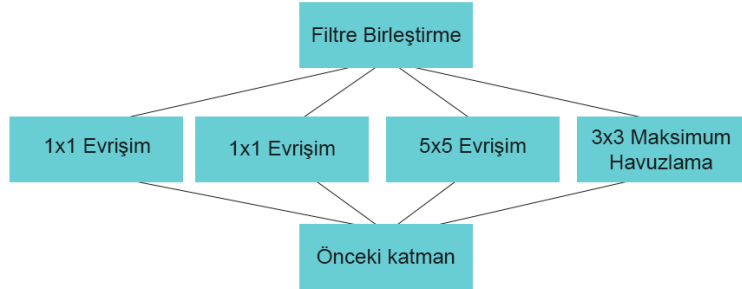 Filtre Birleştirme
1x1 Evrişim
1x1 Evrişim
5x5 Evrişim
3x3 Maksimum
Havuzlama
Önceki katman